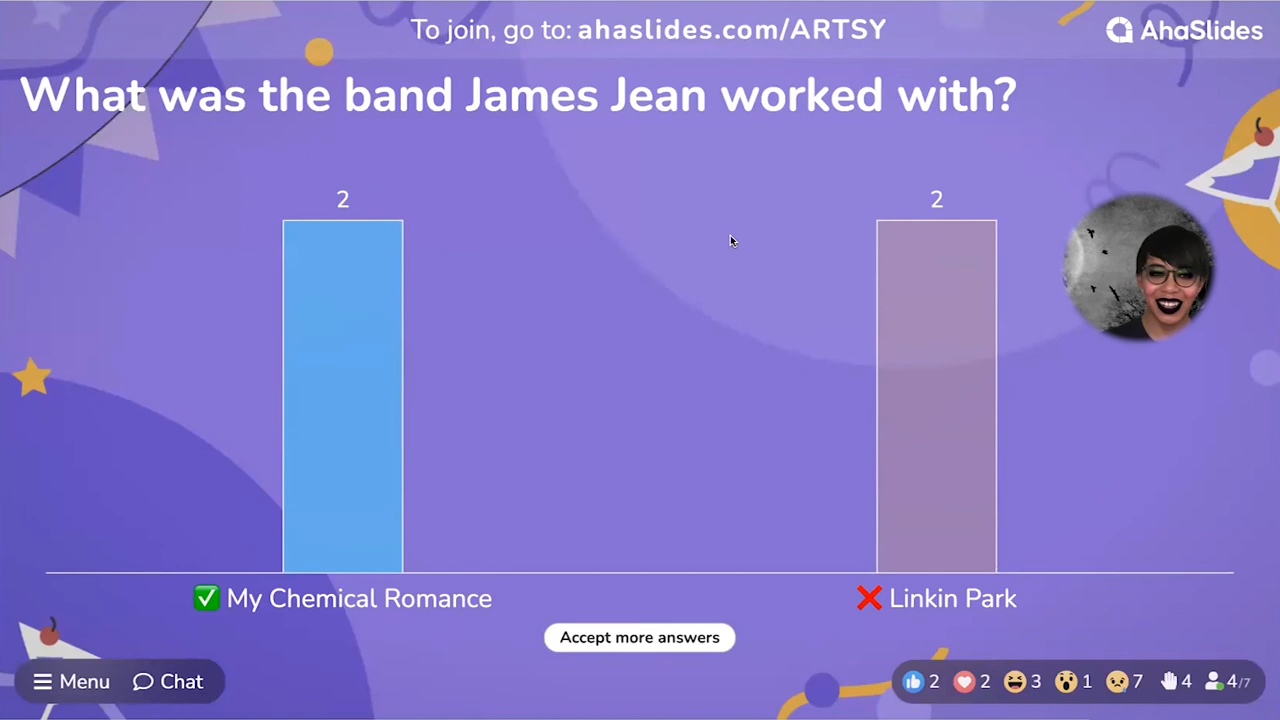 To join, go to: ahaslides.com/ARTSY
AhaSlides
What was the band James Jean worked with?
2
2
✅ My Chemical Romance
❌ Linkin Park
Accept more answers
Menu
Chat
2
2
3
1
7
4
4/7